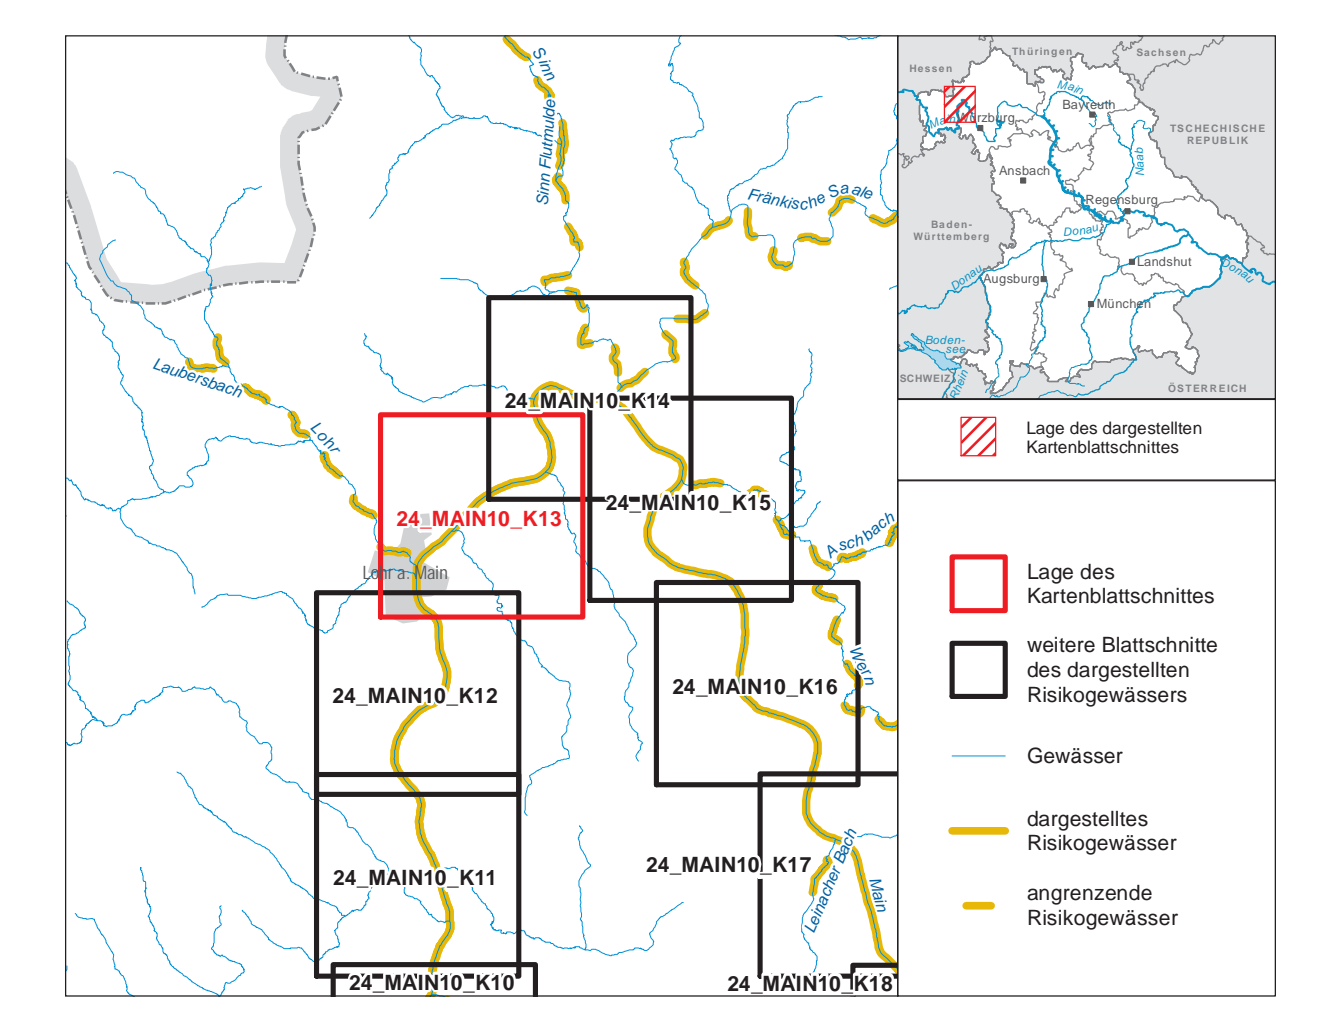 Sinn
Sinn Flutmulde
Fränkische Saale
Laubersbach
Lohr
24_MAIN10_K14
24_MAIN10_K15
24_MAIN10_K13
Lohr a. Main
Aschbach
Wern
24_MAIN10_K12
24_MAIN10_K16
24_MAIN10_K17
24_MAIN10_K11
Leinacher Bach
Main
24_MAIN10_K10
24_MAIN10_K18
Thüringen
Sachsen
Hessen
Main
Bayreuth
Main
Würzburg
TSCHECHISCHE
REPUBLIK
Naab
Ansbach
Regensburg
Baden-
Württemberg
Donau
Landshut
Donau
Donau
Augsburg
München
Boden-
see
SCHWEIZ
Rhein
ÖSTERREICH
Lage des dargestellten
Kartenblattschnittes
Lage des
Kartenblattschnittes
weitere Blattschnitte
des dargestellten
Risikogewässers
Gewässer
dargestelltes
Risikogewässer
angrenzende
Risikogewässer